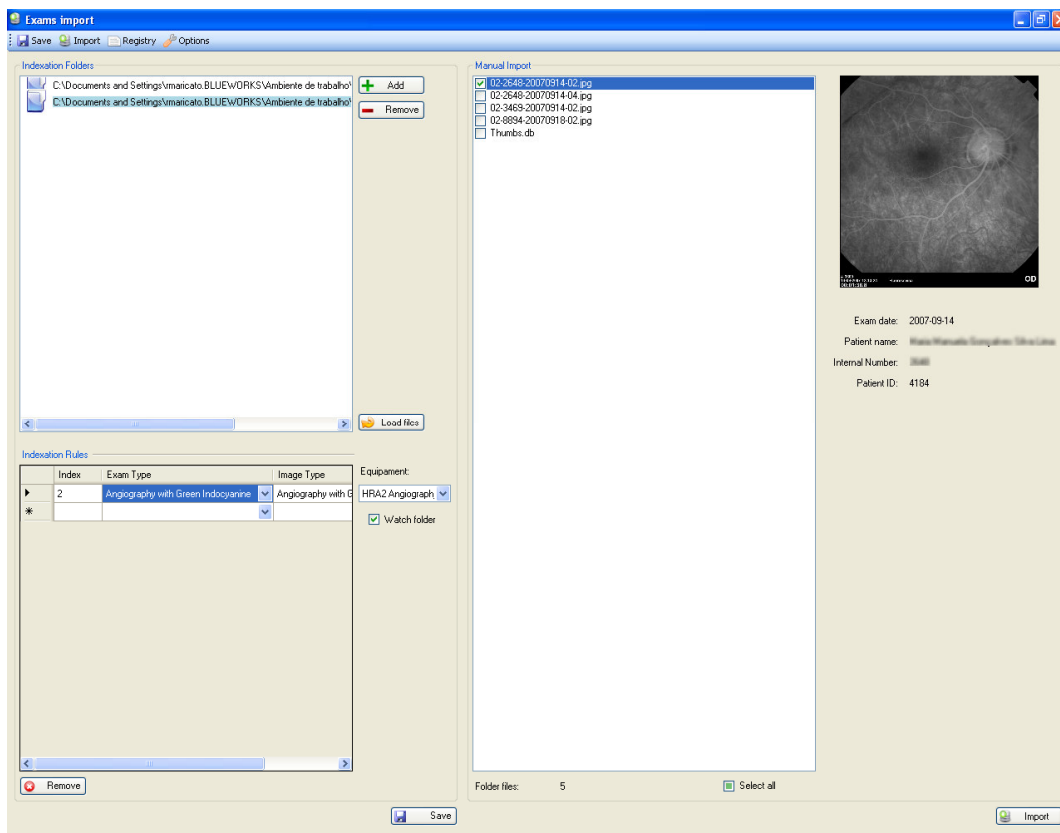 Exams import
Save Import Registry Options
Indexation Folders
C:\Documents and Settings\rmaricato.BLUEWORKS\Ambiente de trabalho\
C:\Documents and Settings\rmaricato.BLUEWORKS\Ambiente de trabalho\
Add
Remove
Load files
Indexation Rules
Index Exam Type Image Type
2 Angiography with Green Indocyanine Angiography with G
Equipament:
HRA2 Angiograph
Watch folder
Remove
Save
Manual Import
02-2648-20070914-02.jpg
02-2648-20070914-04.jpg
02-3469-20070914-02.jpg
02-8894-20070918-02.jpg
Thumbs.db
Folder files: 5
Select all
OD
Exam date: 2007-09-14
Patient name:
Internal Number:
Patient ID: 4184
Import